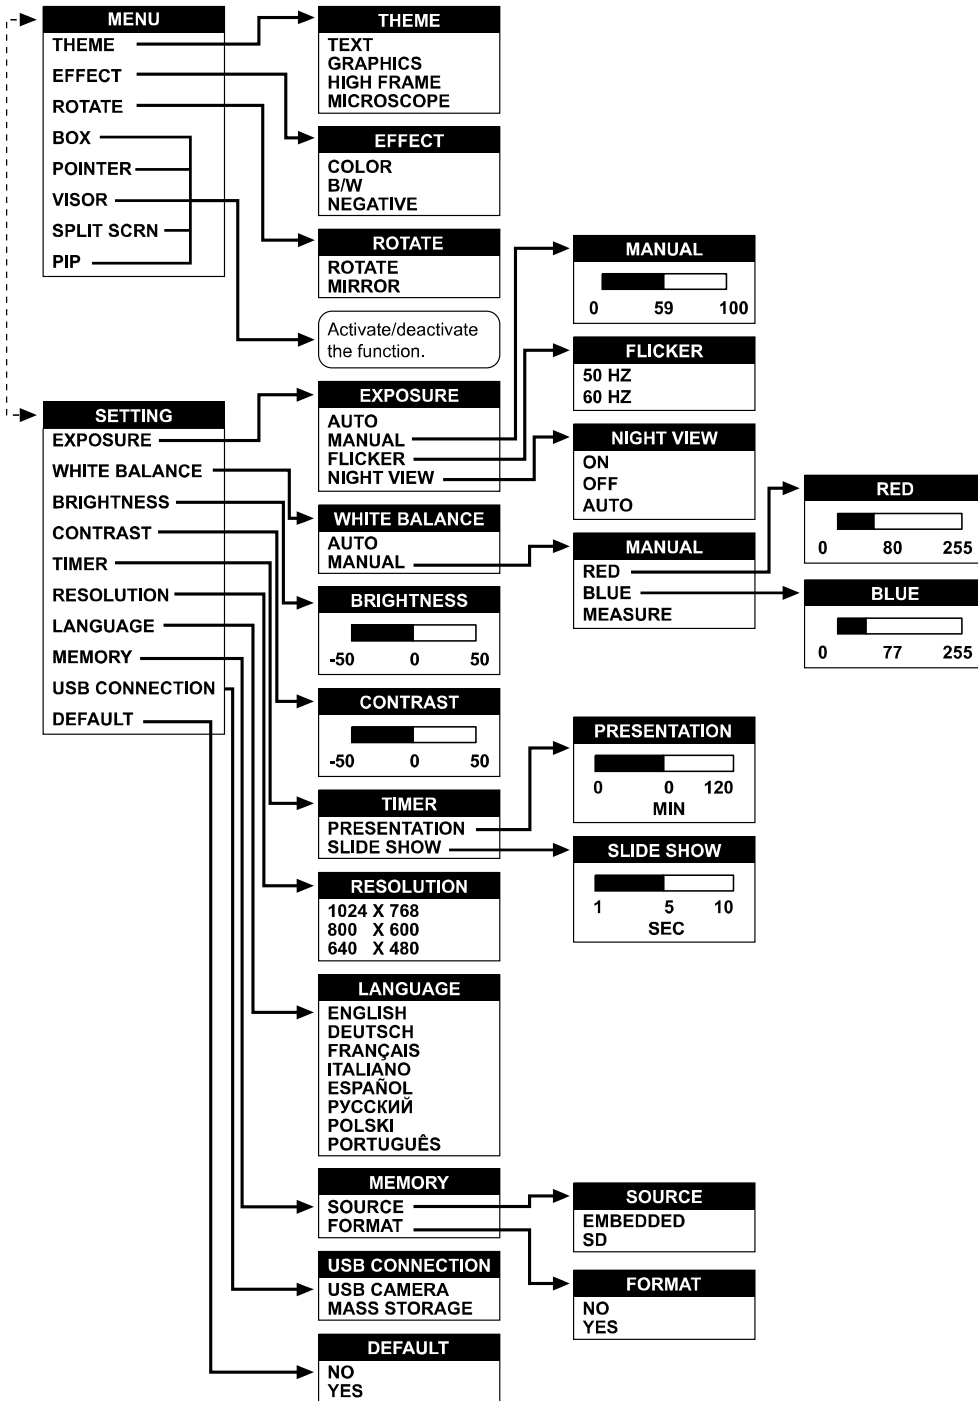 MENU
THEME
EFFECT
ROTATE
BOX
POINTER
VISOR
SPLIT SCRN
PIP
THEME
TEXT
GRAPHICS
HIGH FRAME
MICROSCOPE
EFFECT
COLOR
B/W
NEGATIVE
ROTATE
ROTATE
MIRROR
Activate/deactivate
the function.
SETTING
EXPOSURE
WHITE BALANCE
BRIGHTNESS
CONTRAST
TIMER
RESOLUTION
LANGUAGE
MEMORY
USB CONNECTION
DEFAULT
EXPOSURE
AUTO
MANUAL
FLICKER
NIGHT VIEW
MANUAL
0 59 100
FLICKER
50 HZ
60 HZ
NIGHT VIEW
ON
OFF
AUTO
WHITE BALANCE
AUTO
MANUAL
MANUAL
RED
BLUE
MEASURE
RED
0 80 255
BLUE
0 77 255
BRIGHTNESS
-50 0 50
CONTRAST
-50 0 50
TIMER
PRESENTATION
SLIDE SHOW
PRESENTATION
0 0 120
MIN
SLIDE SHOW
1 5 10
SEC
RESOLUTION
1024 X 768
800 X 600
640 X 480
LANGUAGE
ENGLISH
DEUTSCH
FRANÇAIS
ITALIANO
ESPAÑOL
РУССКИЙ
POLSKI
PORTUGUÊS
MEMORY
SOURCE
FORMAT
SOURCE
EMBEDDED
SD
FORMAT
NO
YES
USB CONNECTION
USB CAMERA
MASS STORAGE
DEFAULT
NO
YES